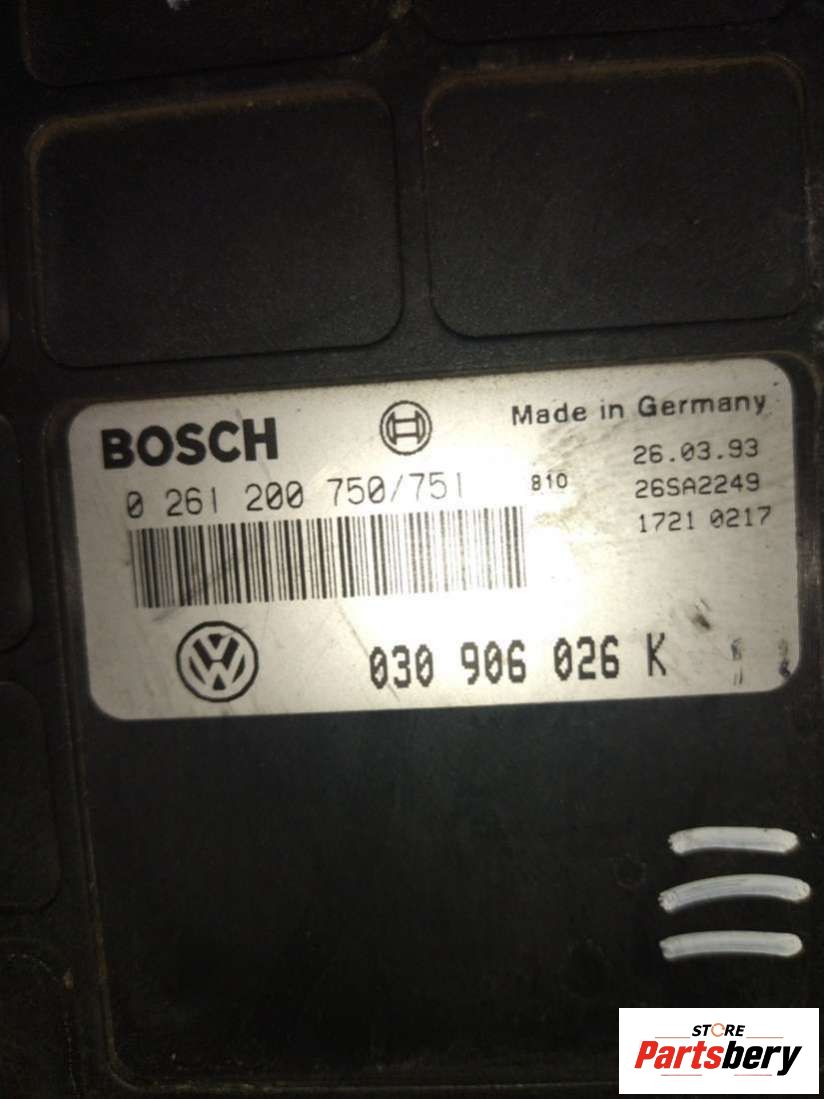 BOSCH
Made in Germany
0 261 200 750/751
810
26.03.93
26SA2249
1721 0217
030 906 026 K
STORE
Partsbery